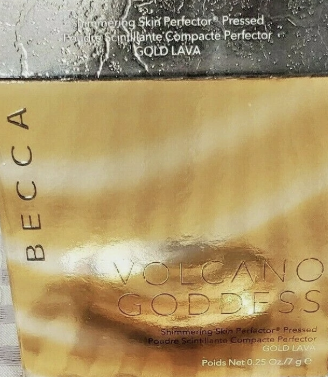 Shimmering Skin Perfector® Pressed
Poudre Scintillante Compacte Perfector
GOLD LAVA
BECCA
VOLCANO
GODDESS
Shimmering Skin Perfector® Pressed
Poudre Scintillante Compacte Perfector
GOLD LAVA
Poids Net 0.25 Oz./7 g ℮